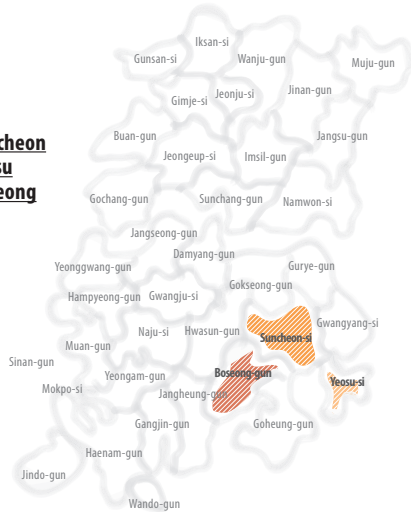 Iksan-si
Gunsan-si
Wanju-gun
Muju-gun
Jinan-gun
Jeonju-si
Gimje-si
Buan-gun
Jangsu-gun
Jeongeup-si
Imsil-gun
cheon
su
eong
Gochang-gun
Sunchang-gun
Namwon-si
Jangseong-gun
Damyang-gun
Yeonggwang-gun
Gurye-gun
Gokseong-gun
Hampyeong-gun
Gwangju-si
Gwangyang-si
Naju-si
Hwasun-gun
Suncheon-si
Muan-gun
Sinan-gun
Yeongam-gun
Boseong-gun
Yeosu-si
Mokpo-si
Jangheung-gun
Gangjin-gun
Goheung-gun
Haenam-gun
Jindo-gun
Wando-gun